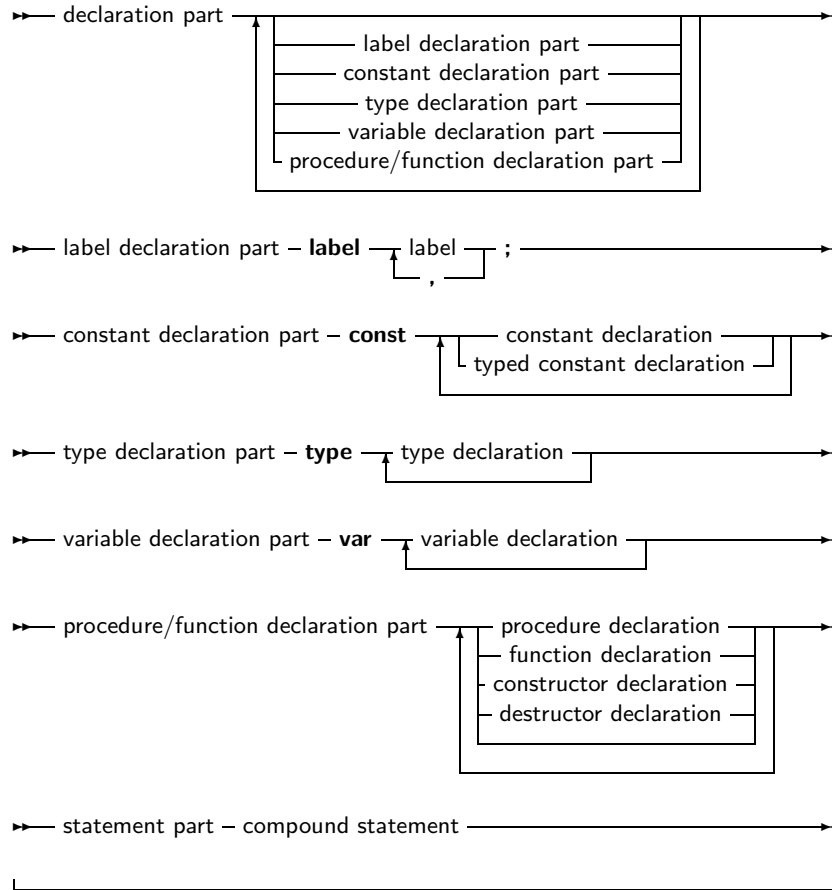 declaration part
label declaration part
constant declaration part
type declaration part
variable declaration part
procedure/function declaration part
label declaration part label label ;
,
constant declaration part const constant declaration
typed constant declaration
type declaration part type type declaration
variable declaration part var variable declaration
procedure/function declaration part procedure declaration
function declaration
constructor declaration
destructor declaration
statement part compound statement